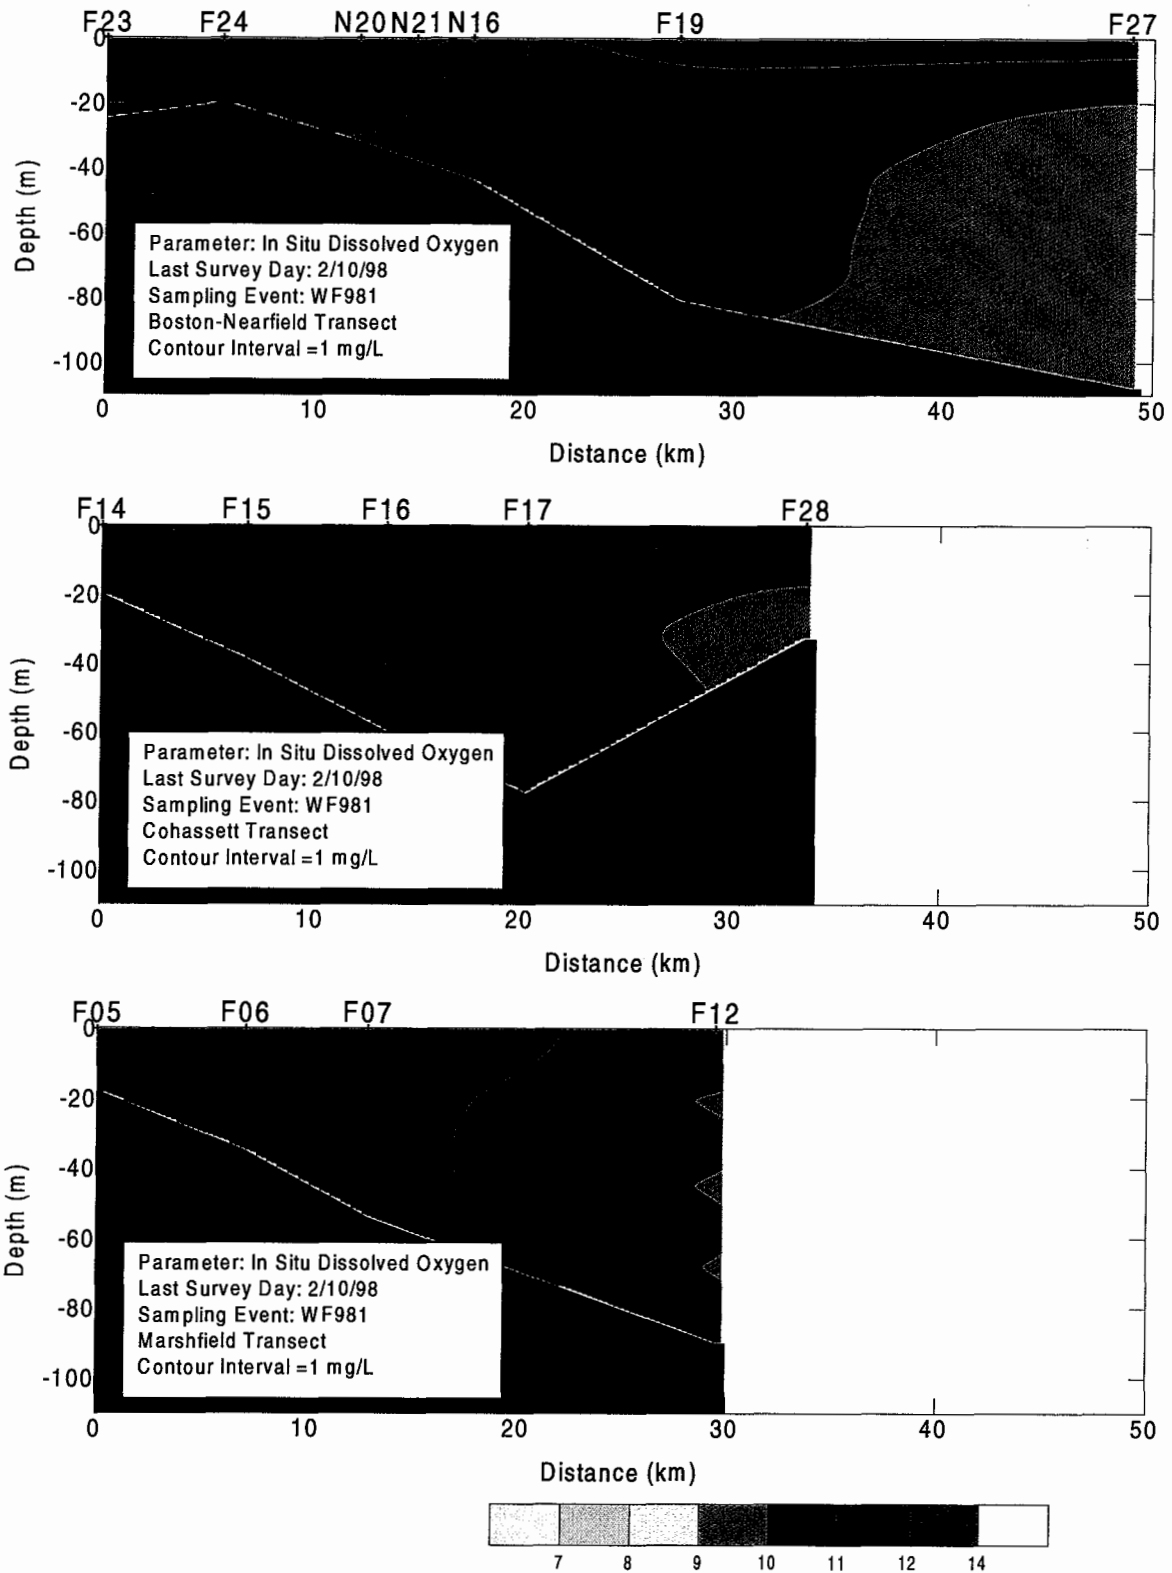 F23 F24 N20 N21 N16 F19 F27
0
-20
-40
-60
-80
-100
Depth (m)
Parameter: In Situ Dissolved Oxygen
Last Survey Day: 2/10/98
Sampling Event: WF981
Boston-Nearfield Transect
Contour Interval =1 mg/L
0 10 20 30 40 50
Distance (km)
F14 F15 F16 F17 F28
0
-20
-40
-60
-80
-100
Depth (m)
Parameter: In Situ Dissolved Oxygen
Last Survey Day: 2/10/98
Sampling Event: WF981
Cohassett Transect
Contour Interval =1 mg/L
0 10 20 30 40 50
Distance (km)
F05 F06 F07 F12
0
-20
-40
-60
-80
-100
Depth (m)
Parameter: In Situ Dissolved Oxygen
Last Survey Day: 2/10/98
Sampling Event: WF981
Marshfield Transect
Contour Interval =1 mg/L
0 10 20 30 40 50
Distance (km)
7 8 9 10 11 12 14